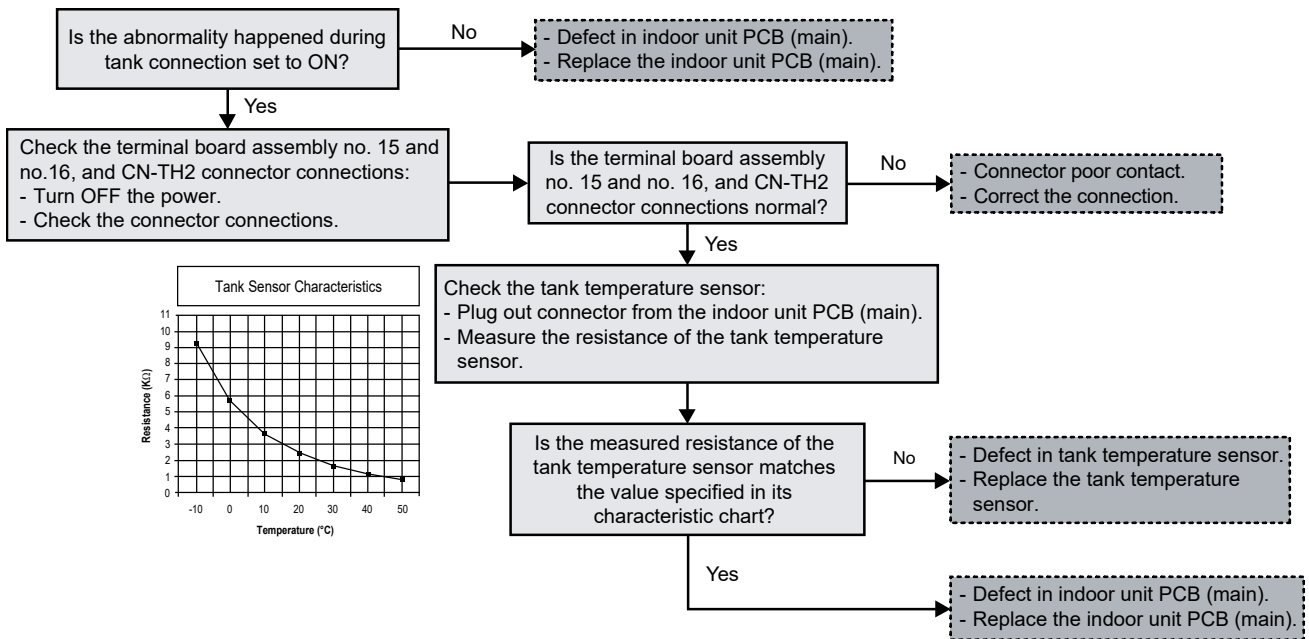 Is the abnormality happened during
tank connection set to ON?
No
- Defect in indoor unit PCB (main).
- Replace the indoor unit PCB (main).
Yes
Check the terminal board assembly no. 15 and
no.16, and CN-TH2 connector connections:
- Turn OFF the power.
- Check the connector connections.
Is the terminal board assembly
no. 15 and no. 16, and CN-TH2
connector connections normal?
No
- Connector poor contact.
- Correct the connection.
Yes
Tank Sensor Characteristics
11
10
9
8
7
6
5
4
3
2
1
0
Resistance (KΩ)
-10 0 10 20 30 40 50
Temperature (°C)
Check the tank temperature sensor:
- Plug out connector from the indoor unit PCB (main).
- Measure the resistance of the tank temperature
sensor.
Is the measured resistance of the
tank temperature sensor matches
the value specified in its
characteristic chart?
No
- Defect in tank temperature sensor.
- Replace the tank temperature
sensor.
Yes
- Defect in indoor unit PCB (main).
- Replace the indoor unit PCB (main).